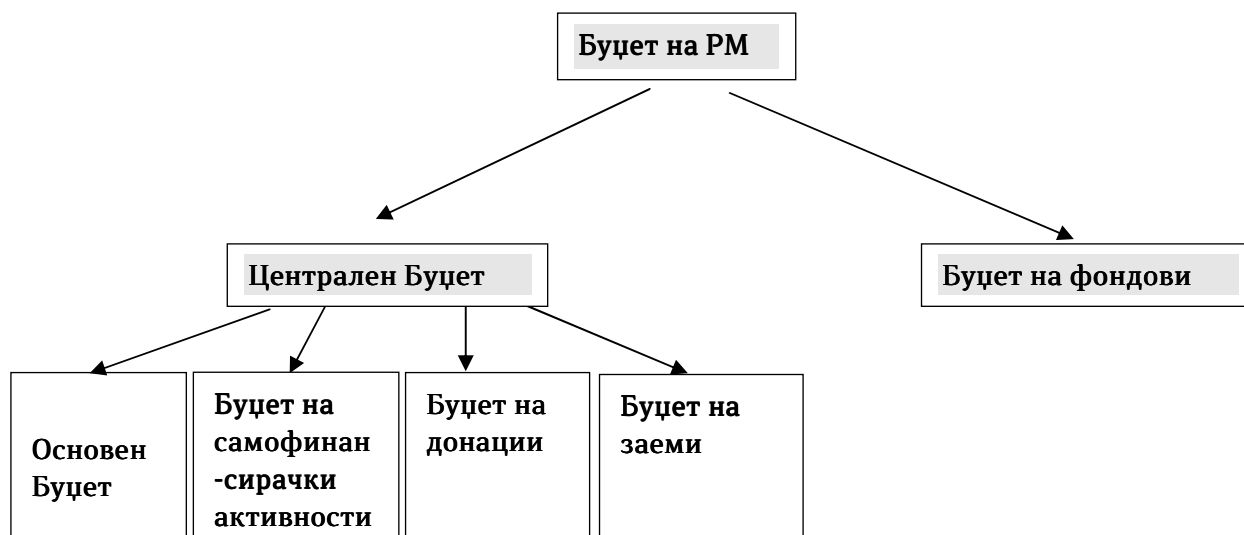 Буџет на РМ
Централен Буџет
Буџет на фондови
Основен
Буџет
Буџет на
самофинан
-сирачки
активности
Буџет на
донации
Буџет на
заеми